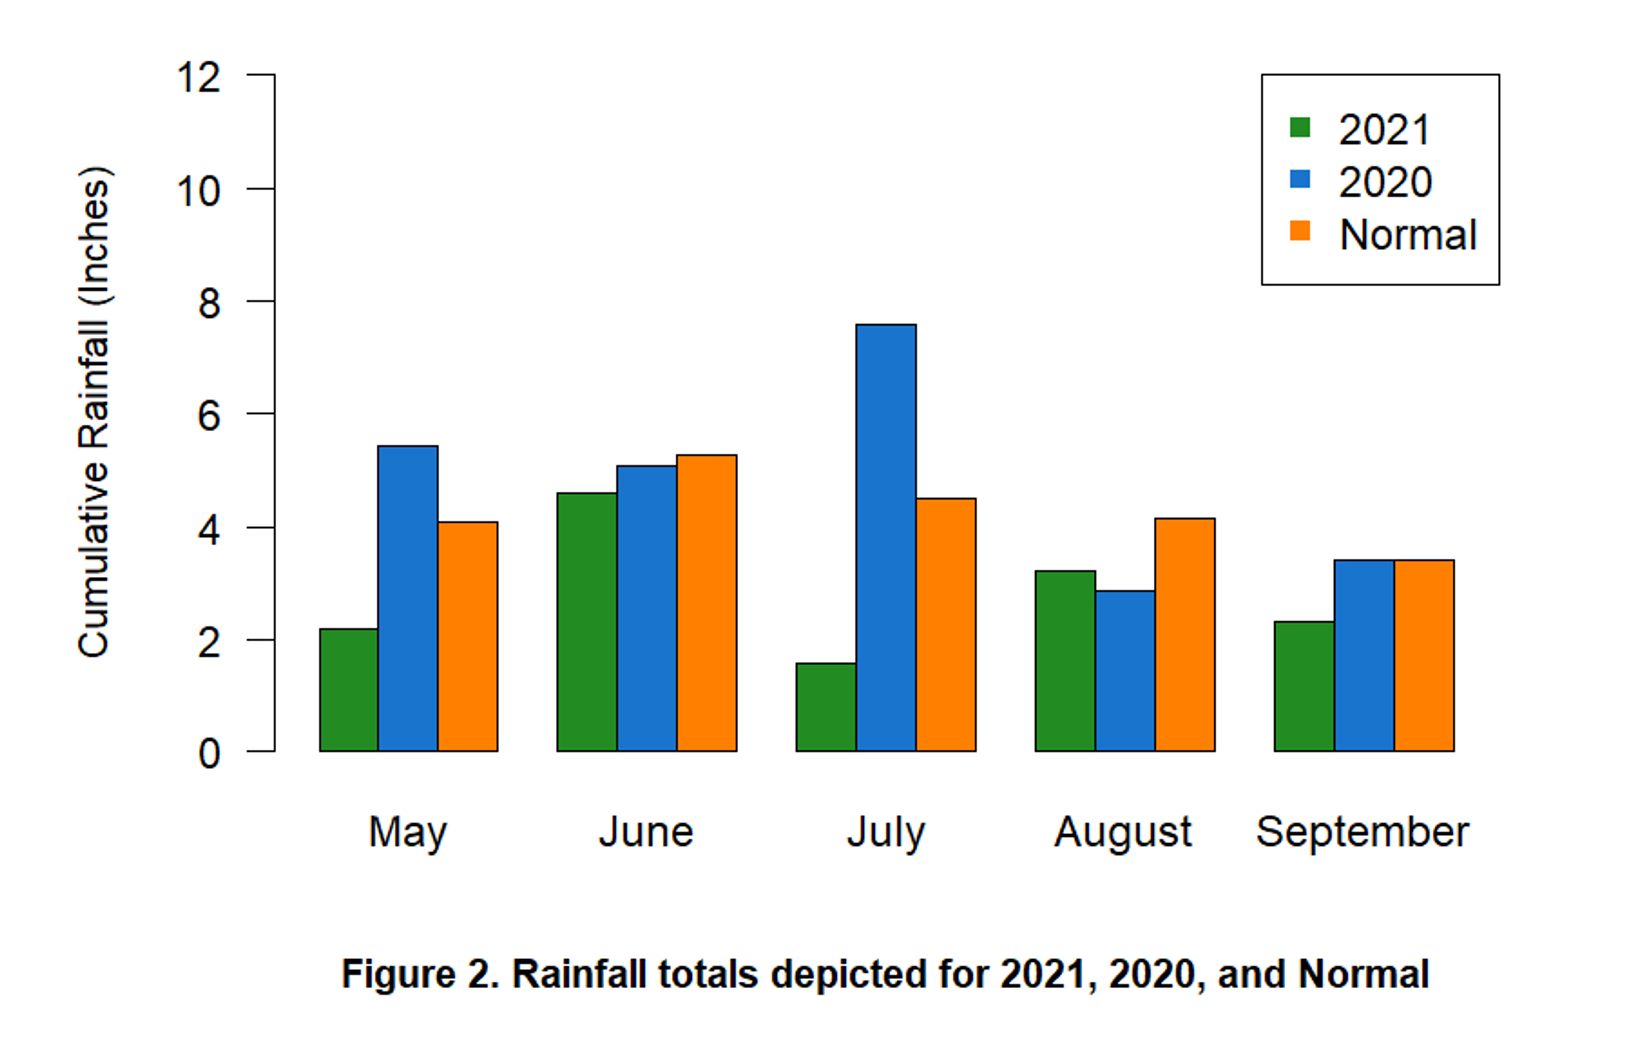 Cumulative Rainfall (Inches)
12
10
8
6
4
2
0
2021
2020
Normal
May June July August September
Figure 2. Rainfall totals depicted for 2021, 2020, and Normal